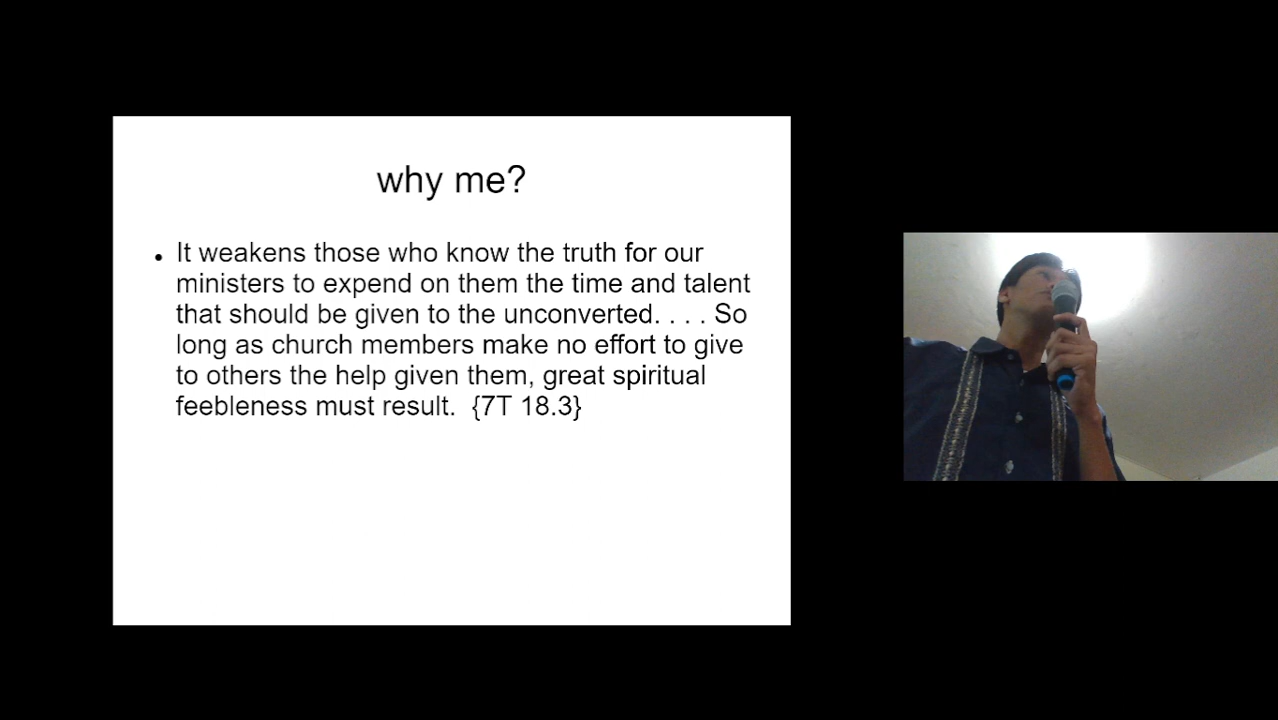 why me?
• It weakens those who know the truth for our
ministers to expend on them the time and talent
that should be given to the unconverted. . . . So
long as church members make no effort to give
to others the help given them, great spiritual
feebleness must result.  {7T 18.3}